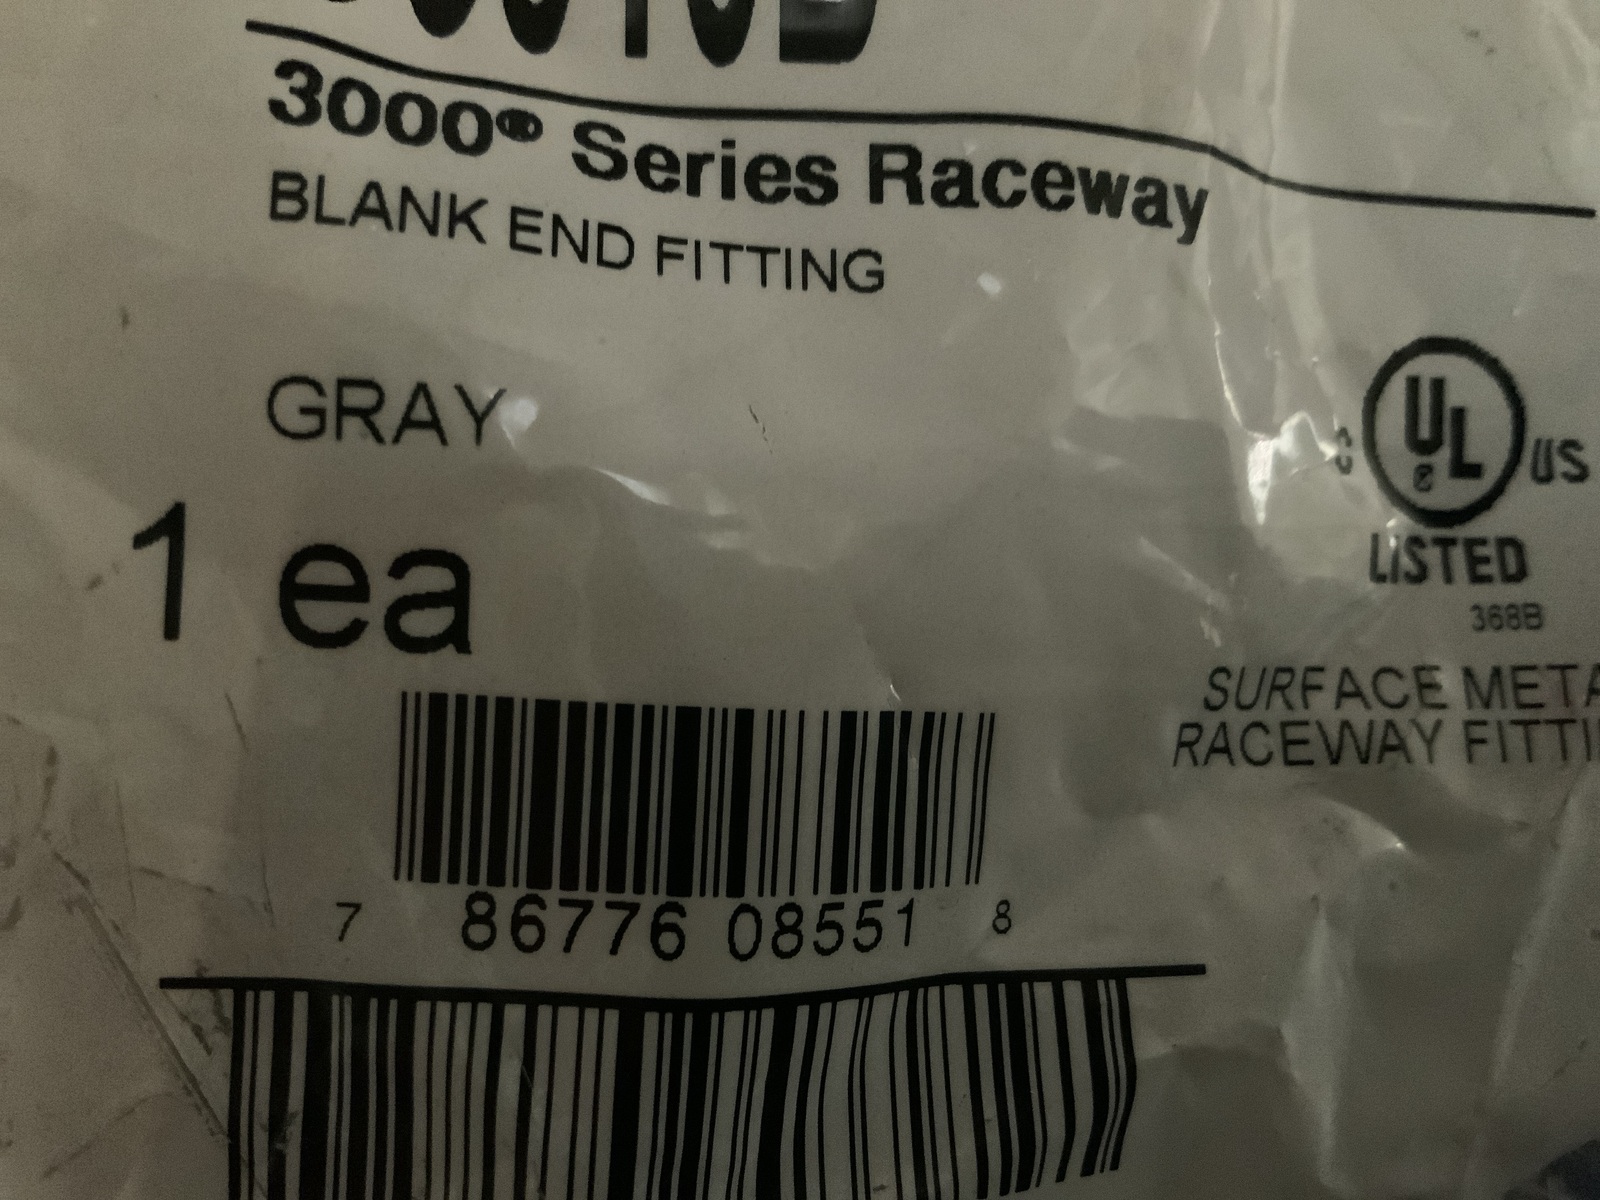 3000® Series Raceway
BLANK END FITTING
GRAY
1 ea
C UL US
®
LISTED
368B
SURFACE META
RACEWAY FITTI
7 86776 08551 8